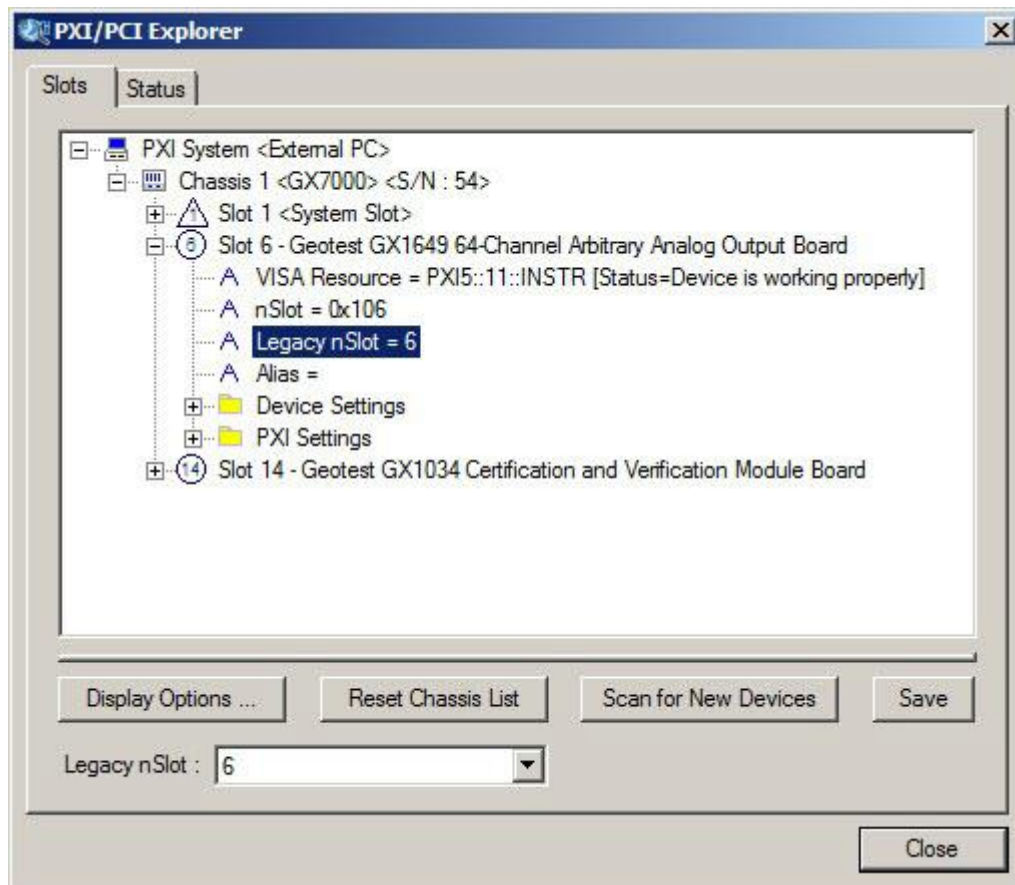 PXI/PCI Explorer
Slots Status
PXI System <External PC>
Chassis 1 <GX7000> <S/N : 54>
1 Slot 1 <System Slot>
6 Slot 6 - Geotest GX1649 64-Channel Arbitrary Analog Output Board
A VISA Resource = PXI5::11::INSTR [Status=Device is working properly]
A nSlot = 0x106
A Legacy nSlot = 6
A Alias =
Device Settings
PXI Settings
14 Slot 14 - Geotest GX1034 Certification and Verification Module Board
Display Options ... Reset Chassis List Scan for New Devices Save
Legacy nSlot : 6
Close